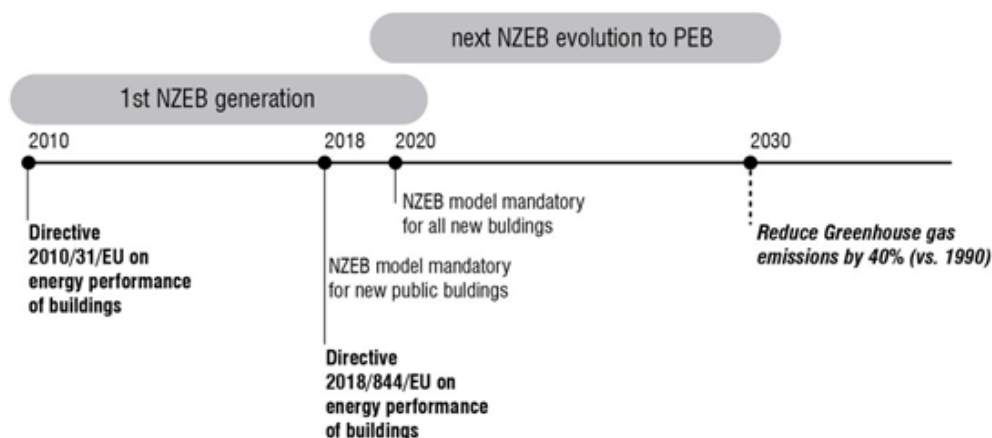 next NZEB evolution to PEB
1st NZEB generation
2010
2018
2020
2030
Directive
2010/31/EU on
energy performance
of buildings
NZEB model mandatory
for new public buldings
Directive
2018/844/EU on
energy performance
of buildings
NZEB model mandatory
for all new buldings
Reduce Greenhouse gas
emissions by 40% (vs. 1990)